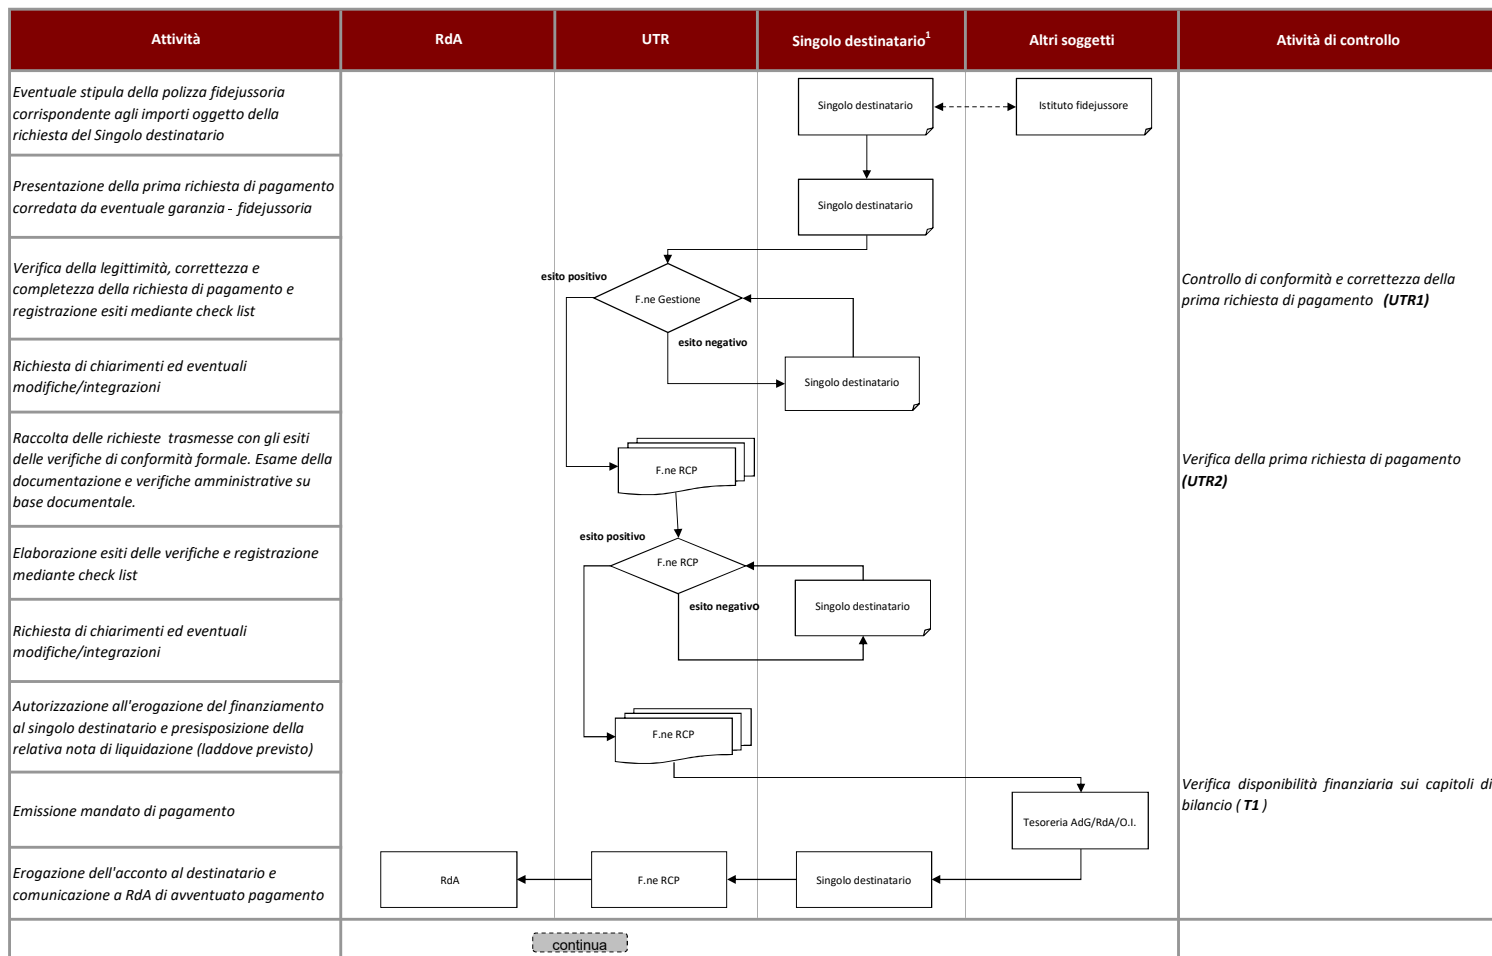 Attività
RdA
UTR
Singolo destinatario1
Altri soggetti
Atività di controllo
Eventuale stipula della polizza fidejussoria
corrispondente agli importi oggetto della
richiesta del Singolo destinatario
Singolo destinatario
Istituto fidejussore
Presentazione della prima richiesta di pagamento
corredata da eventuale garanzia - fidejussoria
Singolo destinatario
Verifica della legittimità, correttezza e
completezza della richiesta di pagamento e
registrazione esiti mediante check list
esito positivo
F.ne Gestione
esito negativo
Controllo di conformità e correttezza della
prima richiesta di pagamento (UTR1)
Richiesta di chiarimenti ed eventuali
modifiche/integrazioni
Singolo destinatario
Raccolta delle richieste trasmesse con gli esiti
delle verifiche di conformità formale. Esame della
documentazione e verifiche amministrative su
base documentale.
F.ne RCP
Verifica della prima richiesta di pagamento
(UTR2)
Elaborazione esiti delle verifiche e registrazione
mediante check list
esito positivo
F.ne RCP
esito negativo
Singolo destinatario
Richiesta di chiarimenti ed eventuali
modifiche/integrazioni
Autorizzazione all'erogazione del finanziamento
al singolo destinatario e presisposizione della
relativa nota di liquidazione (laddove previsto)
F.ne RCP
Verifica disponibilità finanziaria sui capitoli di
bilancio ( T1 )
Emissione mandato di pagamento
Tesoreria AdG/RdA/O.I.
Erogazione dell'acconto al destinatario e
comunicazione a RdA di avventuato pagamento
RdA
F.ne RCP
Singolo destinatario
continua